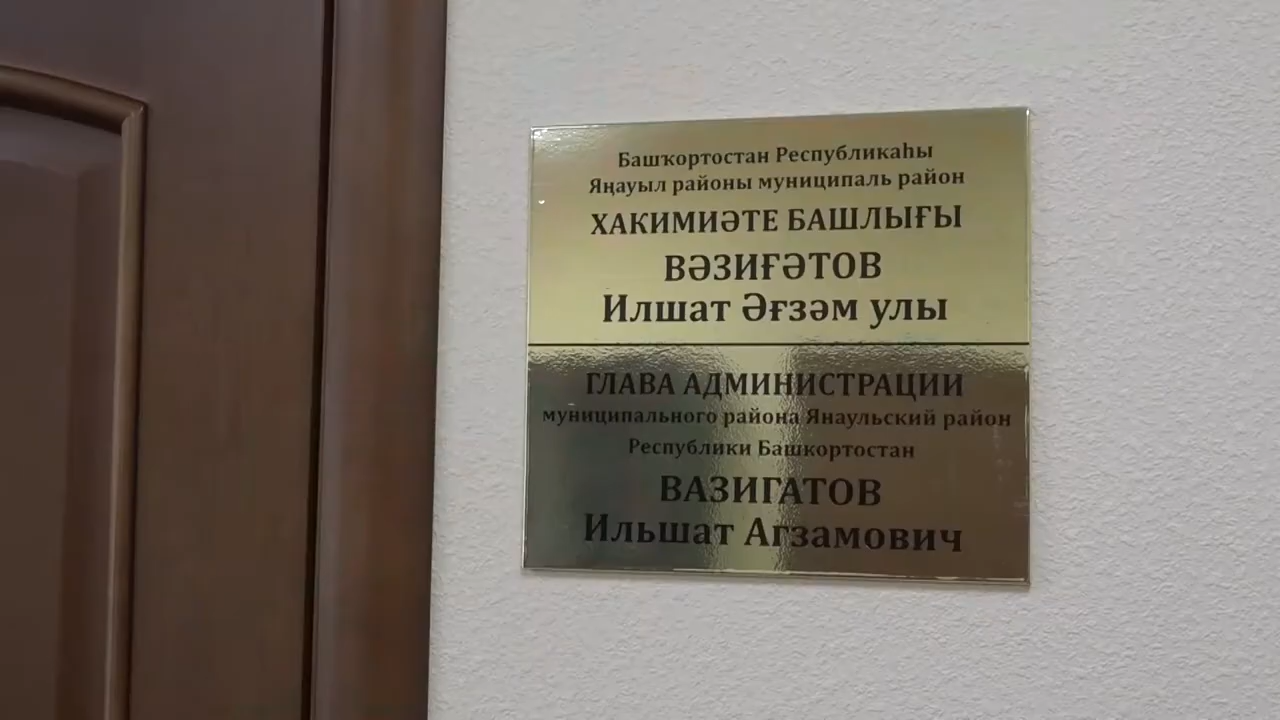 Башҡортостан Республикаһы
Яңауыл районы муниципаль район
ХАКИМИӘТЕ БАШЛЫҒЫ
ВӘЗИҒӘТОВ
Илшат Әғзәм улы
ГЛАВА АДМИНИСТРАЦИИ
муниципального района Янаульский район
Республики Башкортостан
ВАЗИГАТОВ
Ильшат Агзамович